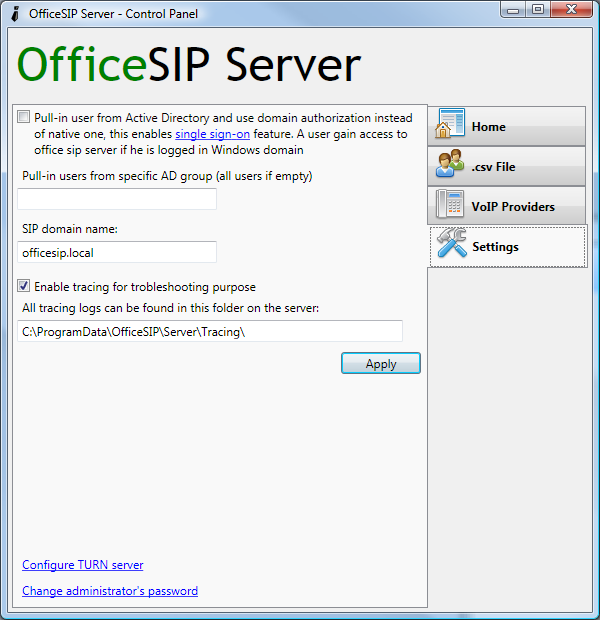 OfficeSIP Server - Control Panel
OfficeSIP Server
Pull-in user from Active Directory and use domain authorization instead
of native one, this enables single sign-on feature. A user gain access to
office sip server if he is logged in Windows domain
Pull-in users from specific AD group (all users if empty)
SIP domain name:
officesip.local
Enable tracing for trobleshooting purpose
All tracing logs can be found in this folder on the server:
C:\ProgramData\OfficeSIP\Server\Tracing\
Apply
Configure TURN server
Change administrator's password
Home
.csv File
VoIP Providers
Settings